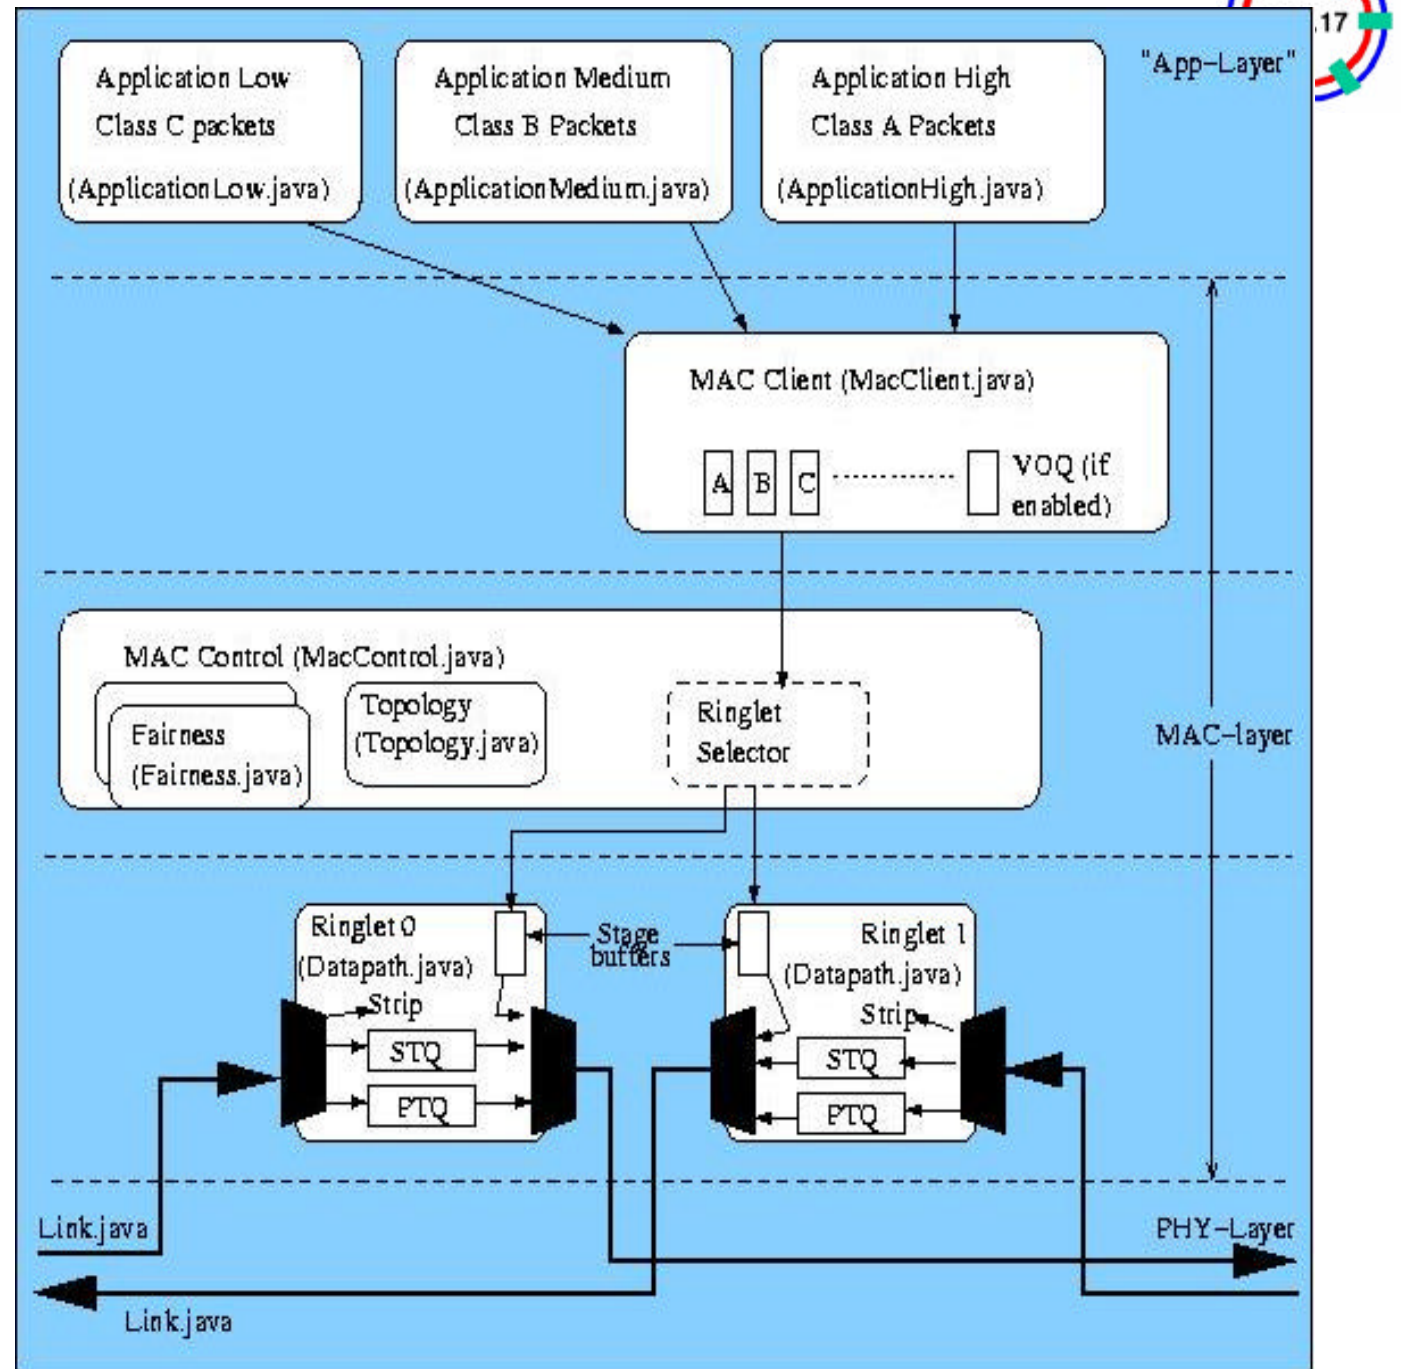 .17
"App-Layer"
Application Low
Class C packets
(ApplicationLow.java)
Application Medium
Class B Packets
(ApplicationMedium.java)
Application High
Class A Packets
(ApplicationHigh.java)
MAC Client (MacClient.java)
A
B
C
VOQ (if
enabled)
MAC Control (MacControl.java)
Fairness
(Fairness.java)
Topology
(Topology.java)
Ringlet
Selector
MAC-layer
Ringlet 0
(Datapath.java)
Strip
STQ
PTQ
Stage
buffers
Ringlet 1
(Datapath.java)
Strip
STQ
PTQ
Link.java
PHY-Layer
Link.java